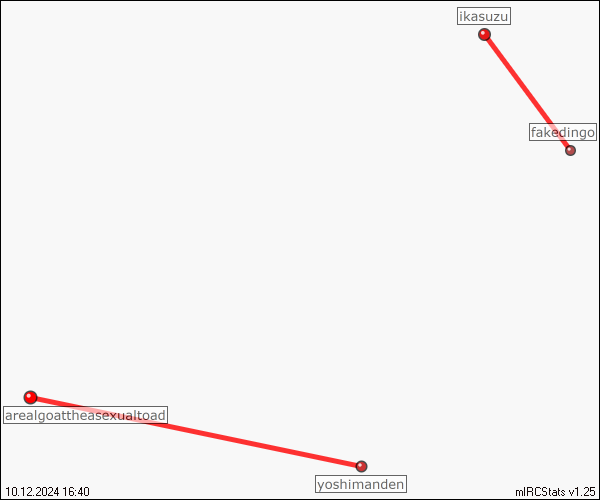 ikasuzu
fakedingo
arealgoattheasexualtoad
yoshimanden
10.12.2024 16:40
mIRCStats v1.25